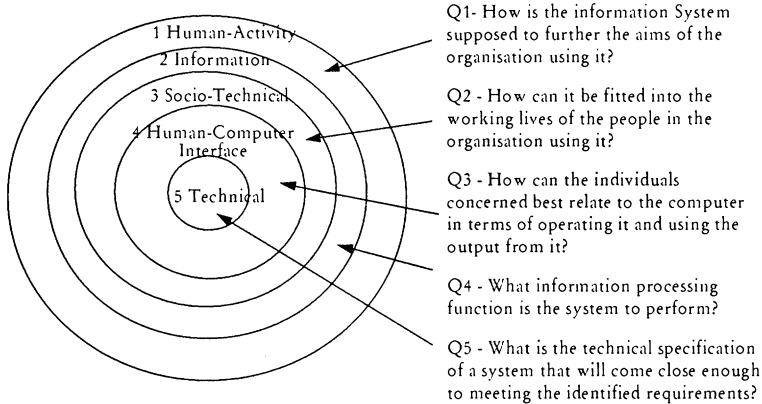 1 Human-Activity
2 Information
3 Socio-Technical
4 Human-Computer
Interface
5 Technical
Q1- How is the information System
supposed to further the aims of the
organisation using it?
Q2 - How can it be fitted into the
working lives of the people in the
organisation using it?
Q3 - How can the individuals
concerned best relate to the computer
in terms of operating it and using the
output from it?
Q4 - What information processing
function is the system to perform?
Q5 - What is the technical specification
of a system that will come close enough
to meeting the identified requirements?